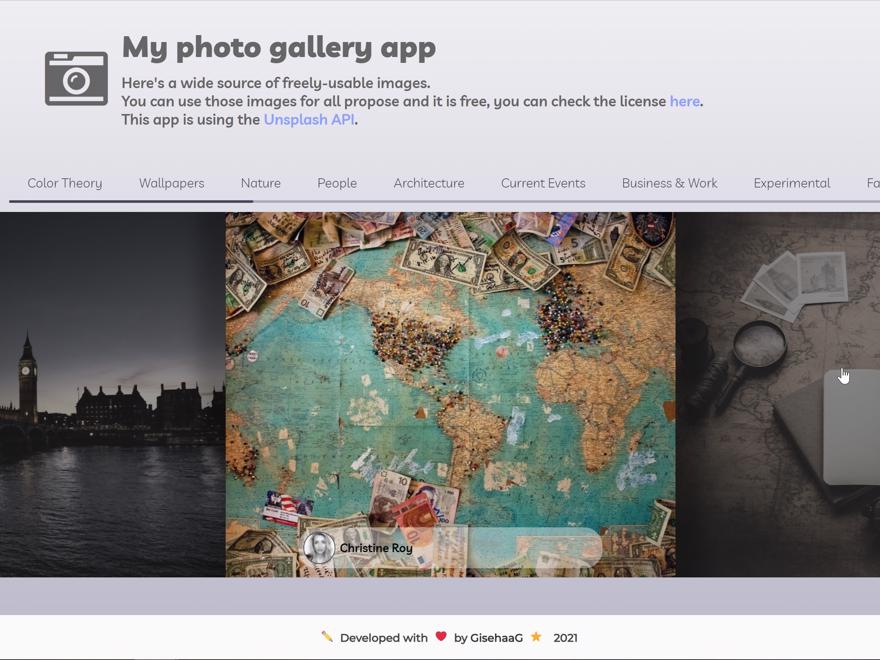 My photo gallery app
Here's a wide source of freely-usable images.
You can use those images for all propose and it is free, you can check the license here.
This app is using the Unsplash API.
Color Theory Wallpapers Nature People Architecture Current Events Business & Work Experimental Fa
Christine Roy
Developed with by GisehaaG 2021